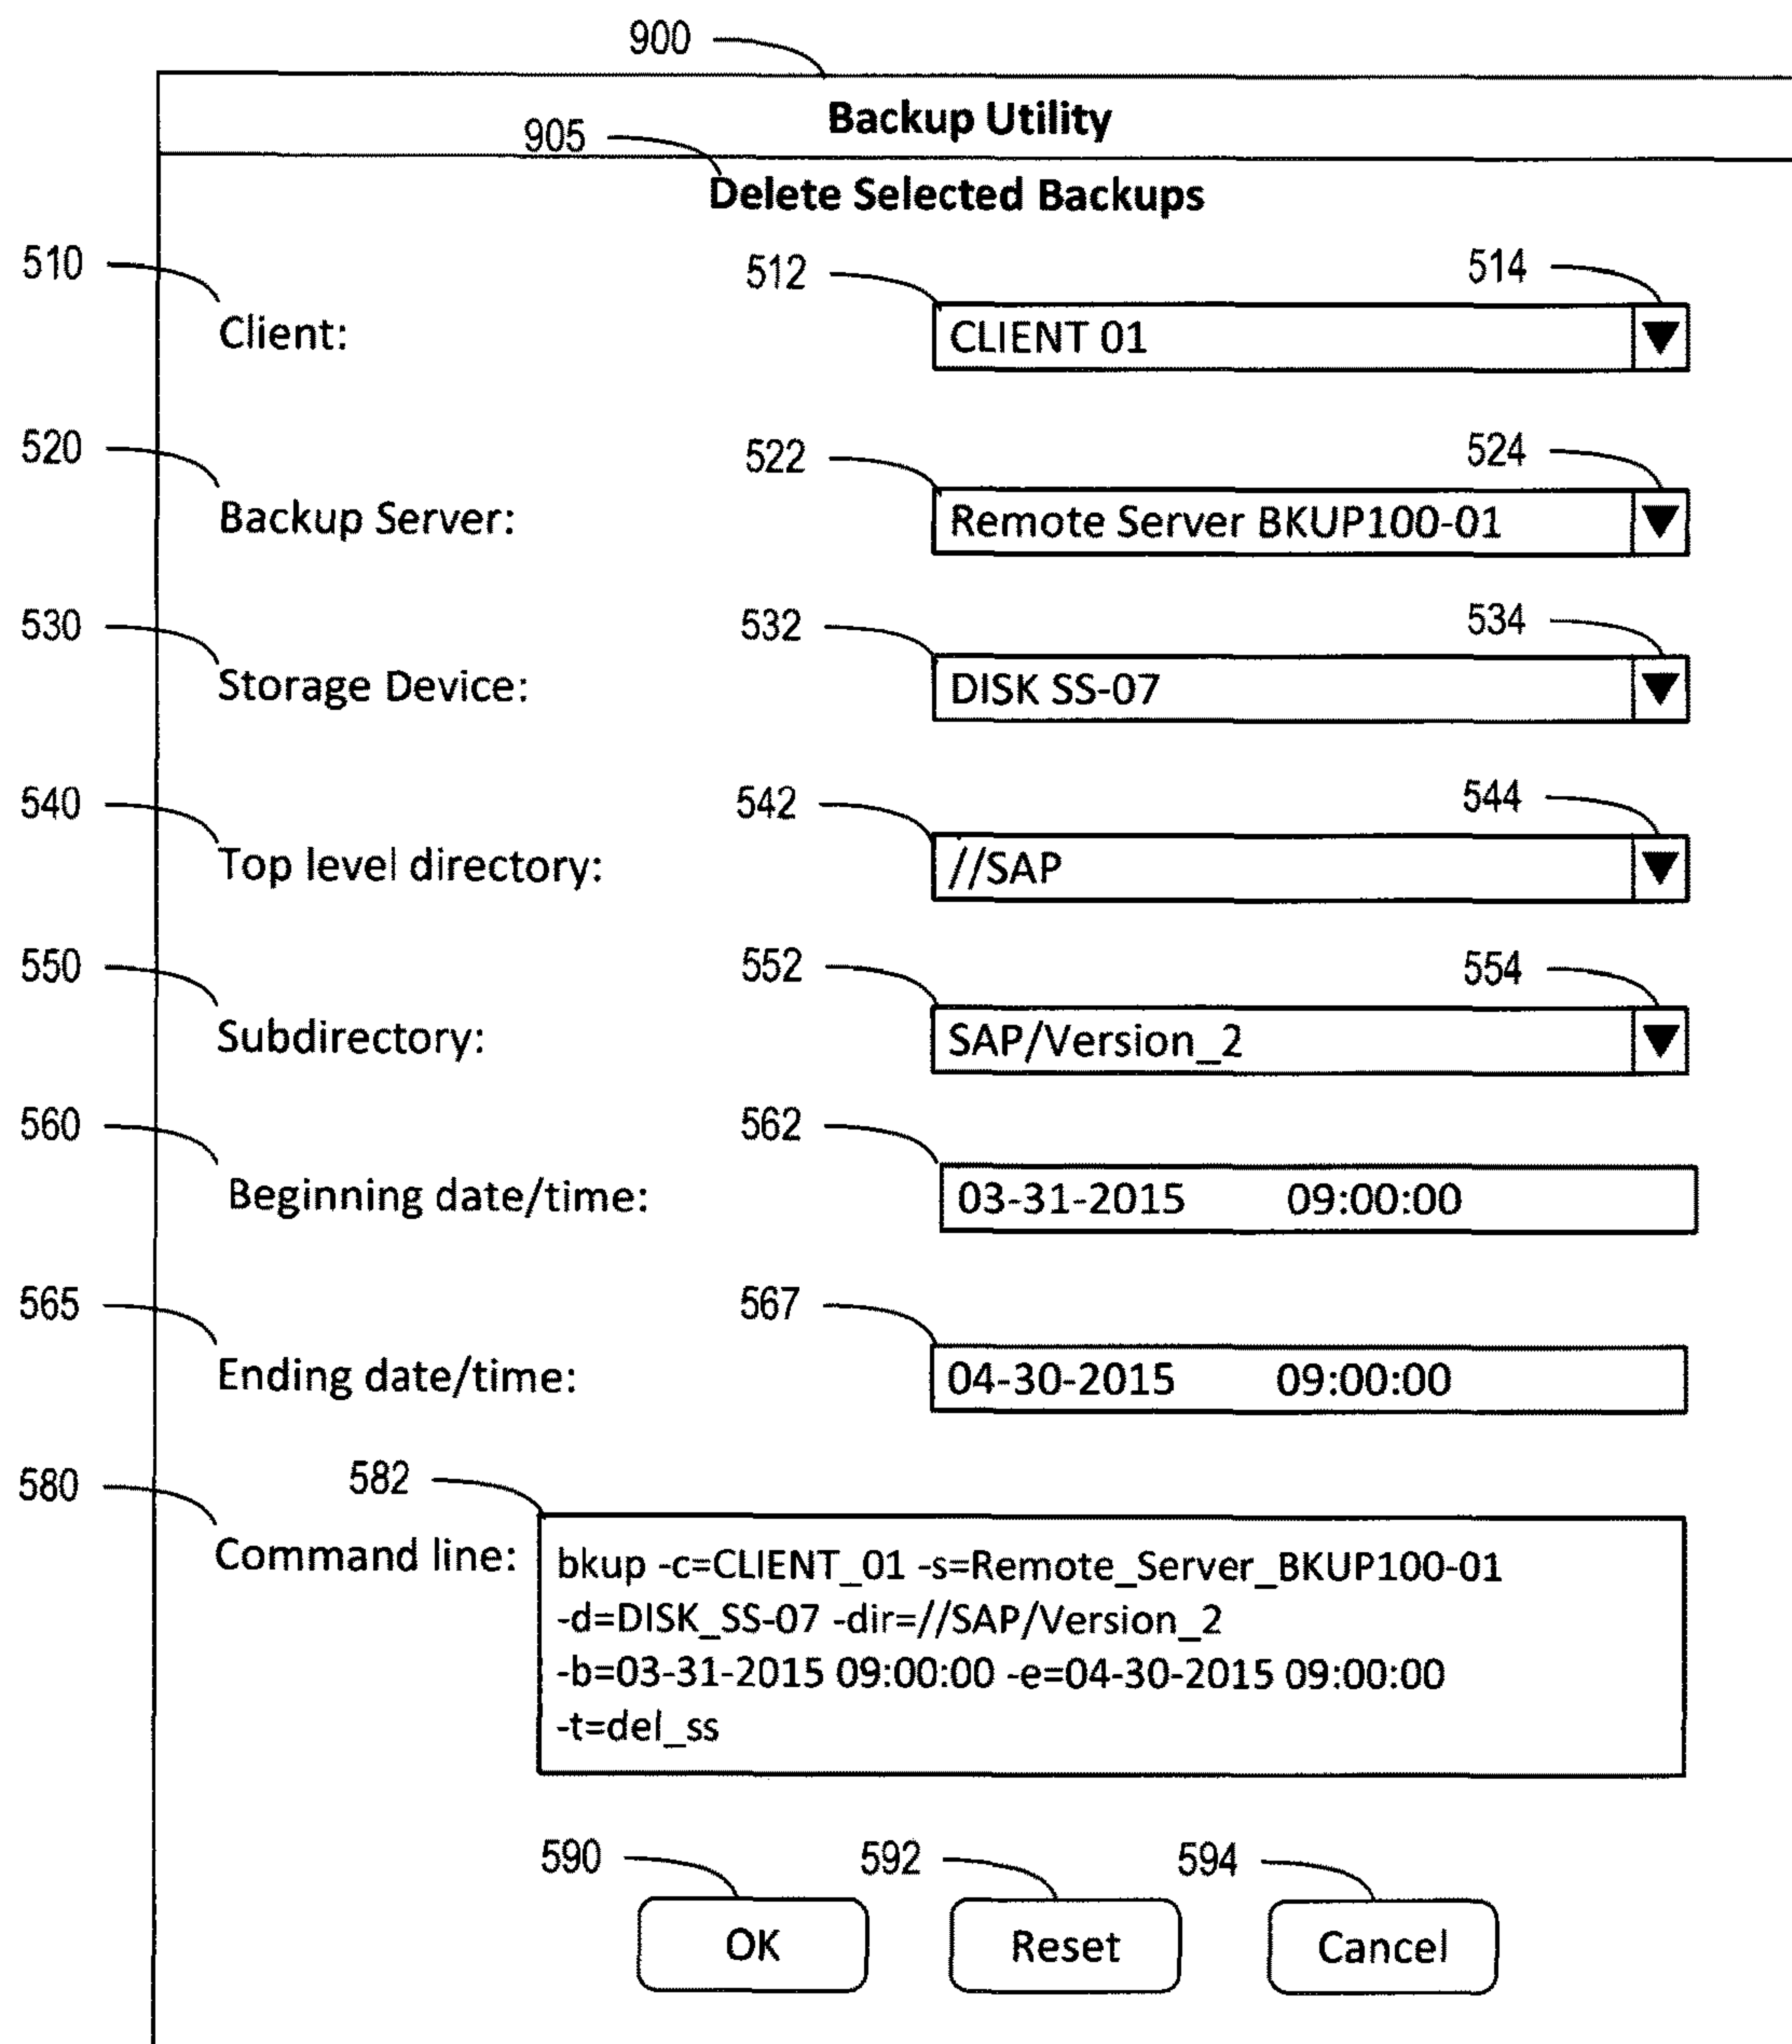 900
Backup Utility
905
Delete Selected Backups
510 512 514
Client: CLIENT 01
520 522 524
Backup Server: Remote Server BKUP100-01
530 532 534
Storage Device: DISK SS-07
540 542 544
Top level directory: //SAP
550 552 554
Subdirectory: SAP/Version_2
560 562
Beginning date/time: 03-31-2015 09:00:00
565 567
Ending date/time: 04-30-2015 09:00:00
580 582
Command line: bkup -c=CLIENT_01 -s=Remote_Server_BKUP100-01
-d=DISK_SS-07 -dir=//SAP/Version_2
-b=03-31-2015 09:00:00 -e=04-30-2015 09:00:00
-t=del_ss
590 592 594
OK Reset Cancel